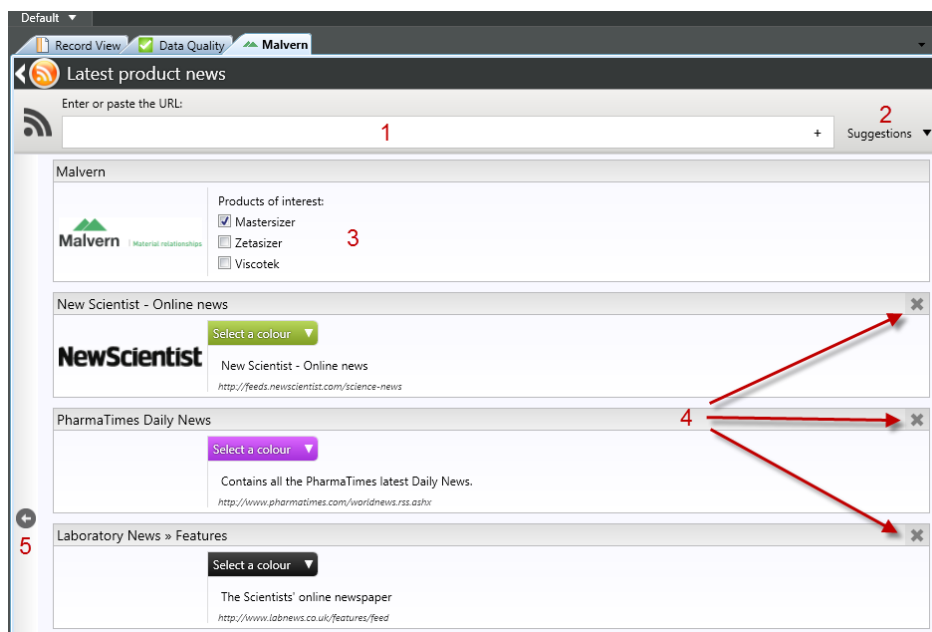 Default
Record View Data Quality Malvern
Latest product news
Enter or paste the URL:
1
+
2
Suggestions
Malvern
Malvern | Material relationships
Products of interest:
Mastersizer
Zetasizer
Viscotek
3
New Scientist - Online news
NewScientist
Select a colour
New Scientist - Online news
http://feeds.newscientist.com/science-news
PharmaTimes Daily News
4
Select a colour
Contains all the PharmaTimes latest Daily News.
http://www.pharmatimes.com/worldnews.rss.ashx
5
Laboratory News » Features
Select a colour
The Scientists' online newspaper
http://www.labnews.co.uk/features/feed